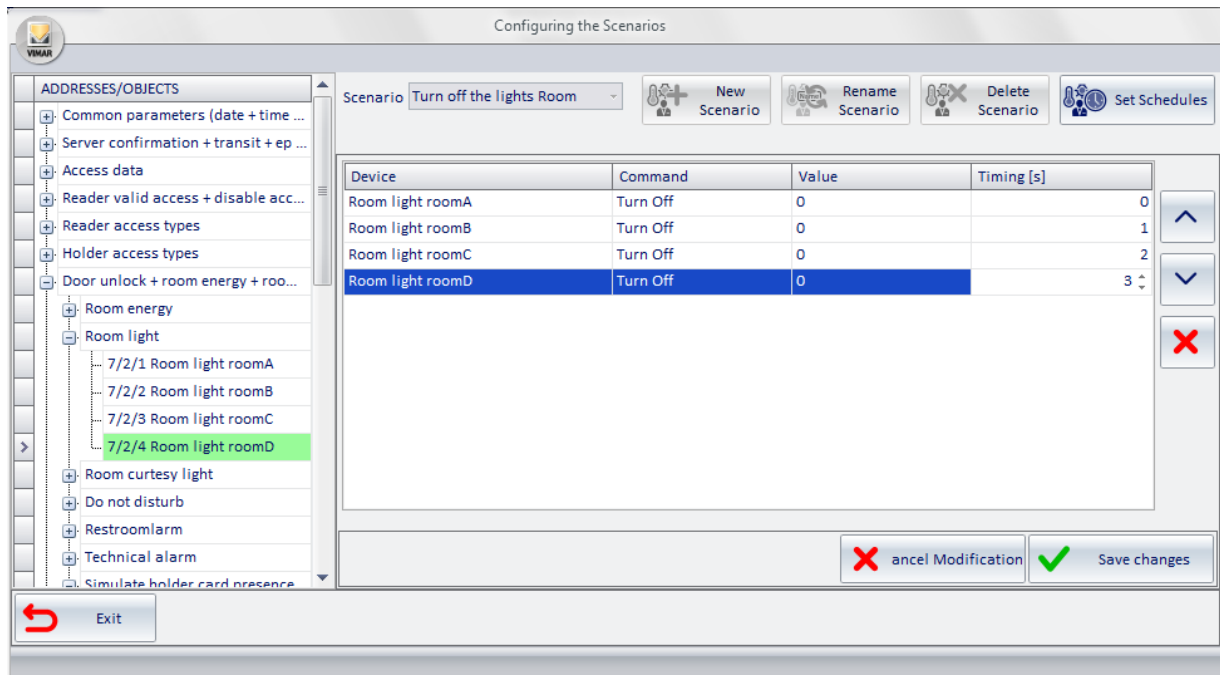 Configuring the Scenarios
VIMAR
ADDRESSES/OBJECTS
Common parameters (date + time ...
Server confirmation + transit + ep ...
Access data
Reader valid access + disable acc...
Reader access types
Holder access types
Door unlock + room energy + roo...
Room energy
Room light
7/2/1 Room light roomA
7/2/2 Room light roomB
7/2/3 Room light roomC
7/2/4 Room light roomD
Room curtesy light
Do not disturb
Restroomlarm
Technical alarm
Simulate holder card presence
Scenario Turn off the lights Room
New
Scenario
Rename
Scenario
Delete
Scenario
Set Schedules
Device Command Value Timing [s]
Room light roomA Turn Off 0 0
Room light roomB Turn Off 0 1
Room light roomC Turn Off 0 2
Room light roomD Turn Off 0 3
ancel Modification
Save changes
Exit